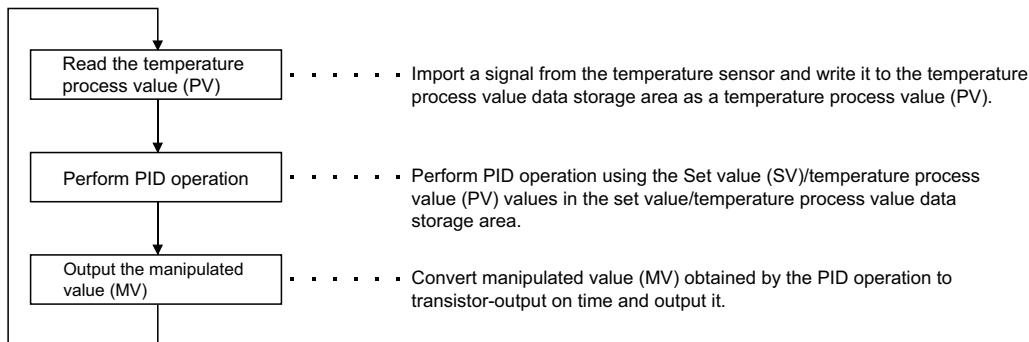 Read the temperature
process value (PV)
Import a signal from the temperature sensor and write it to the temperature
process value data storage area as a temperature process value (PV).
Perform PID operation
Perform PID operation using the Set value (SV)/temperature process
value (PV) values in the set value/temperature process value data
storage area.
Output the manipulated
value (MV)
Convert manipulated value (MV) obtained by the PID operation to
transistor-output on time and output it.